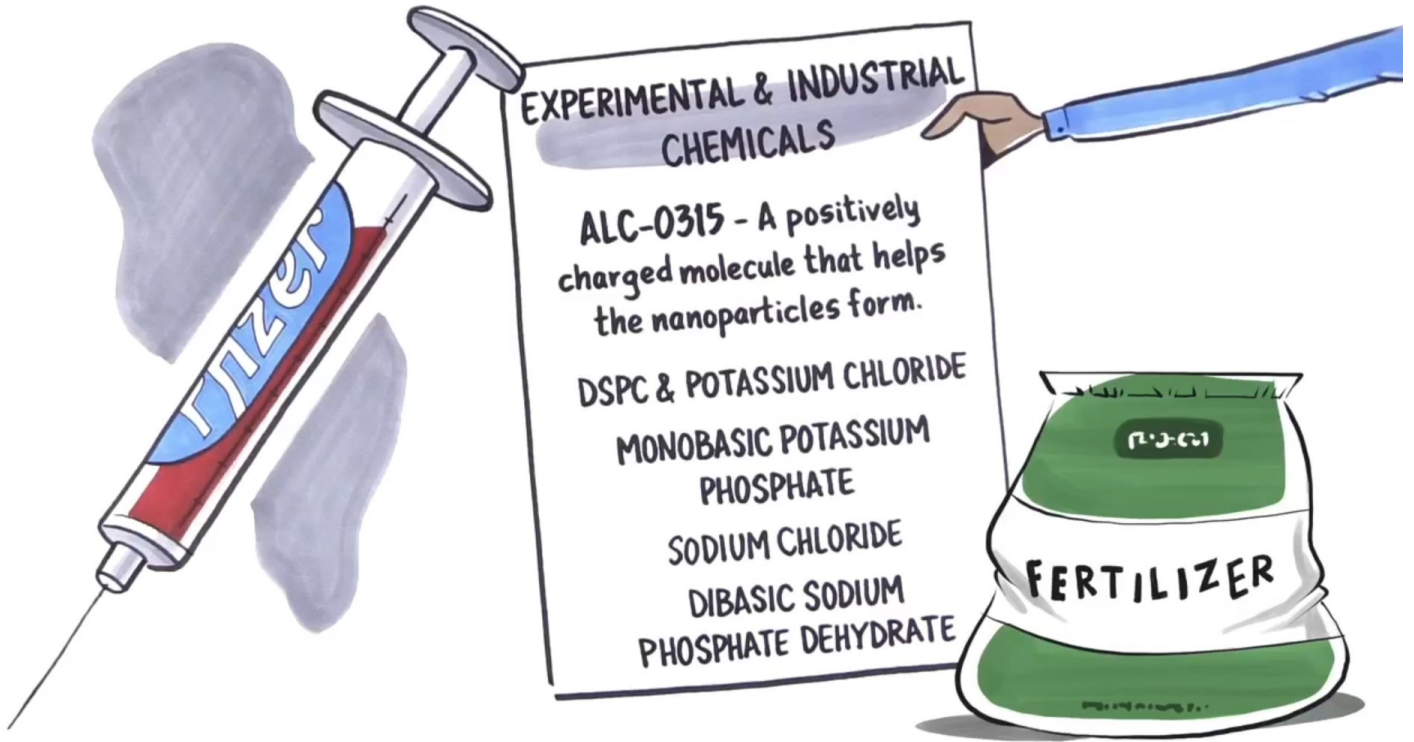 EXPERIMENTAL & INDUSTRIAL
CHEMICALS
ALC-0315 - A positively
charged molecule that helps
the nanoparticles form.
DSPC & POTASSIUM CHLORIDE
MONOBASIC POTASSIUM
PHOSPHATE
SODIUM CHLORIDE
DIBASIC SODIUM
PHOSPHATE DEHYDRATE
FERTILIZER